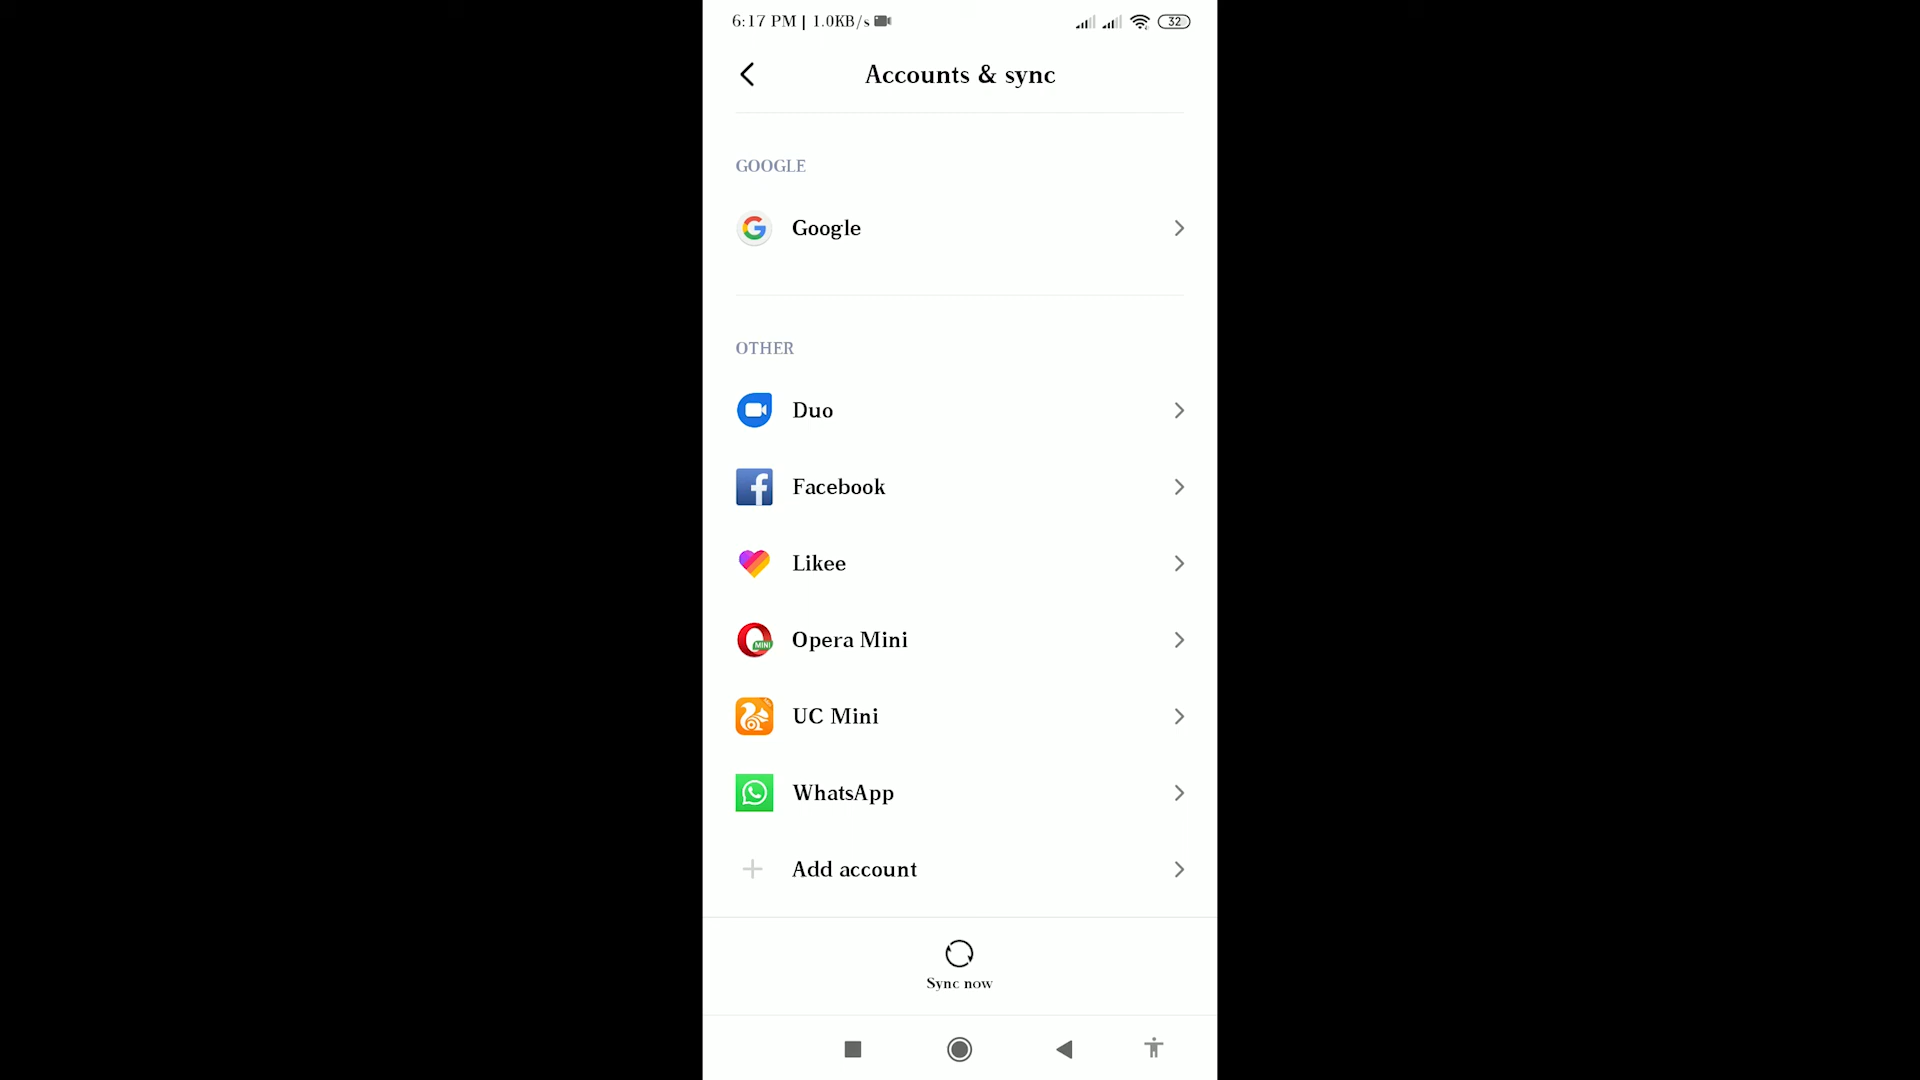 6:17 PM | 1.0KB/s 32
Accounts & sync
GOOGLE
Google
OTHER
Duo
Facebook
Likee
Opera Mini
UC Mini
WhatsApp
Add account
Sync now